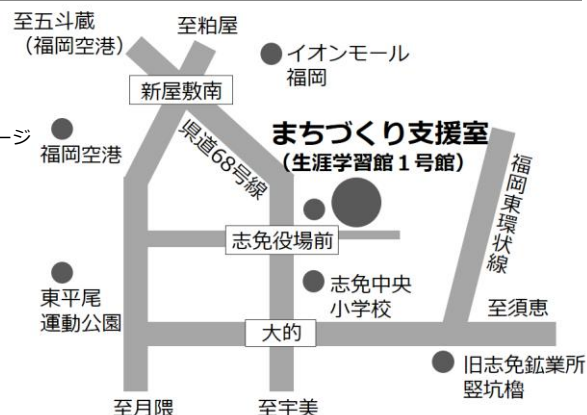 至五斗蔵
（福岡空港）
至粕屋
イオンモール
福岡
新屋敷南
ージ
福岡空港
県道68号線
まちづくり支援室
（生涯学習館１号館）
福岡東環状線
志免役場前
東平尾
運動公園
志免中央
小学校
至須恵
大的
旧志免鉱業所
竪坑櫓
至月隈
至宇美